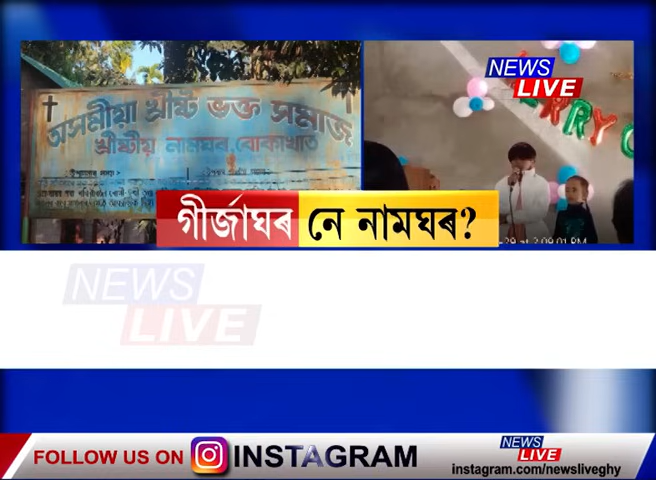 NEWS
LIVE
অসমীয়া খ্ৰীষ্ট ভক্ত সমাজ
খ্ৰীষ্টীয় নামঘৰ, বোকাখাত
ERRY
গীৰ্জাঘৰ নে নামঘৰ?
NEWS
LIVE
FOLLOW US ON INSTAGRAM
NEWS
LIVE
instagram.com/newsliveghy